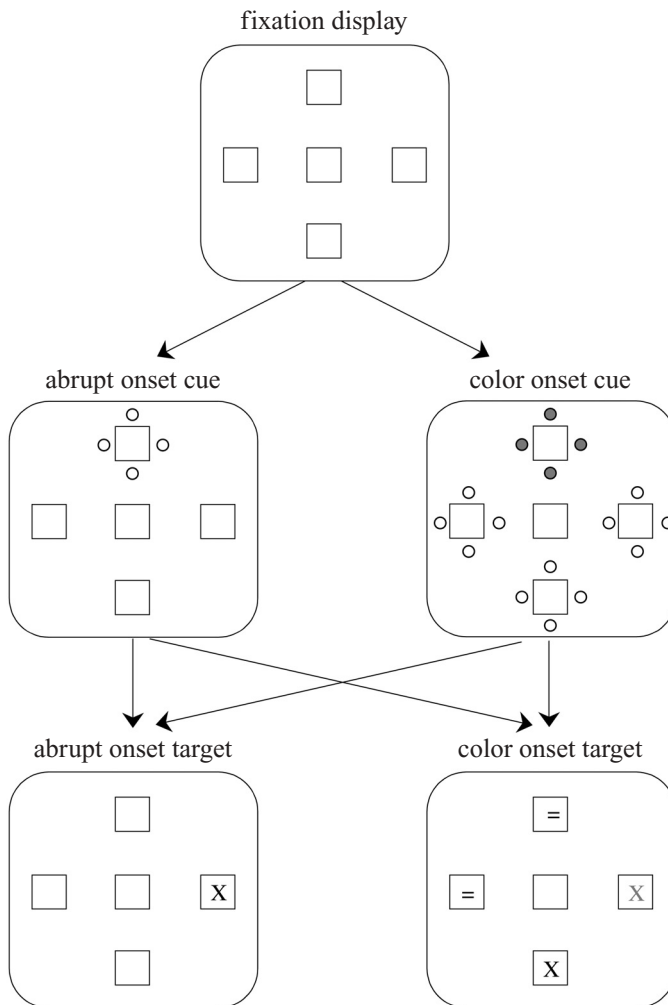 fixation display
abrupt onset cue
color onset cue
abrupt onset target
color onset target
=
X
=
X
X